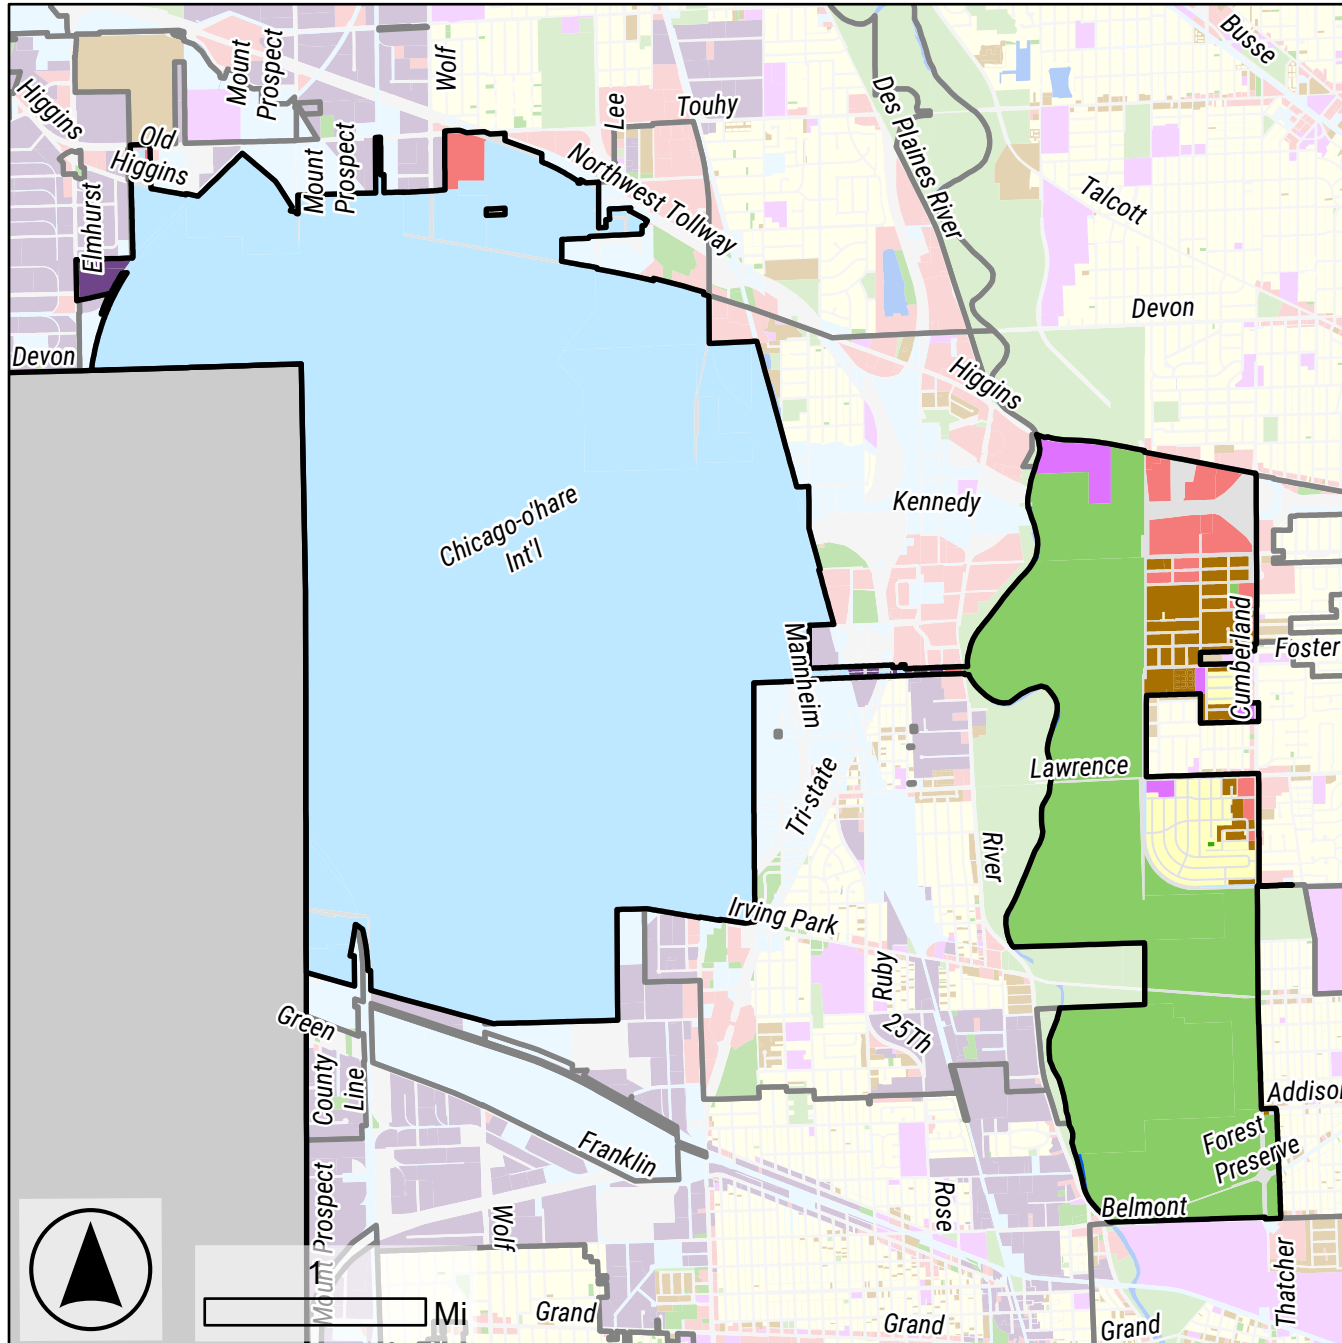 Busse
Wolf
Mount
Prospect
Higgins
Lee
Touhy
Des Plaines River
Old
Higgins
Mount
Prospect
Northwest Tollway
Talcott
Elmhurst
Devon
Devon
Higgins
Chicago-o'hare
Int'l
Kennedy
Cumberland
Foster
Mannheim
Lawrence
Tri-state
River
Irving Park
Ruby
25Th
Green
County
Line
Addison
Forest
Preserve
Franklin
Mount Prospect
Wolf
Rose
Belmont
Thatcher
1
Mi
Grand
Grand
Grand